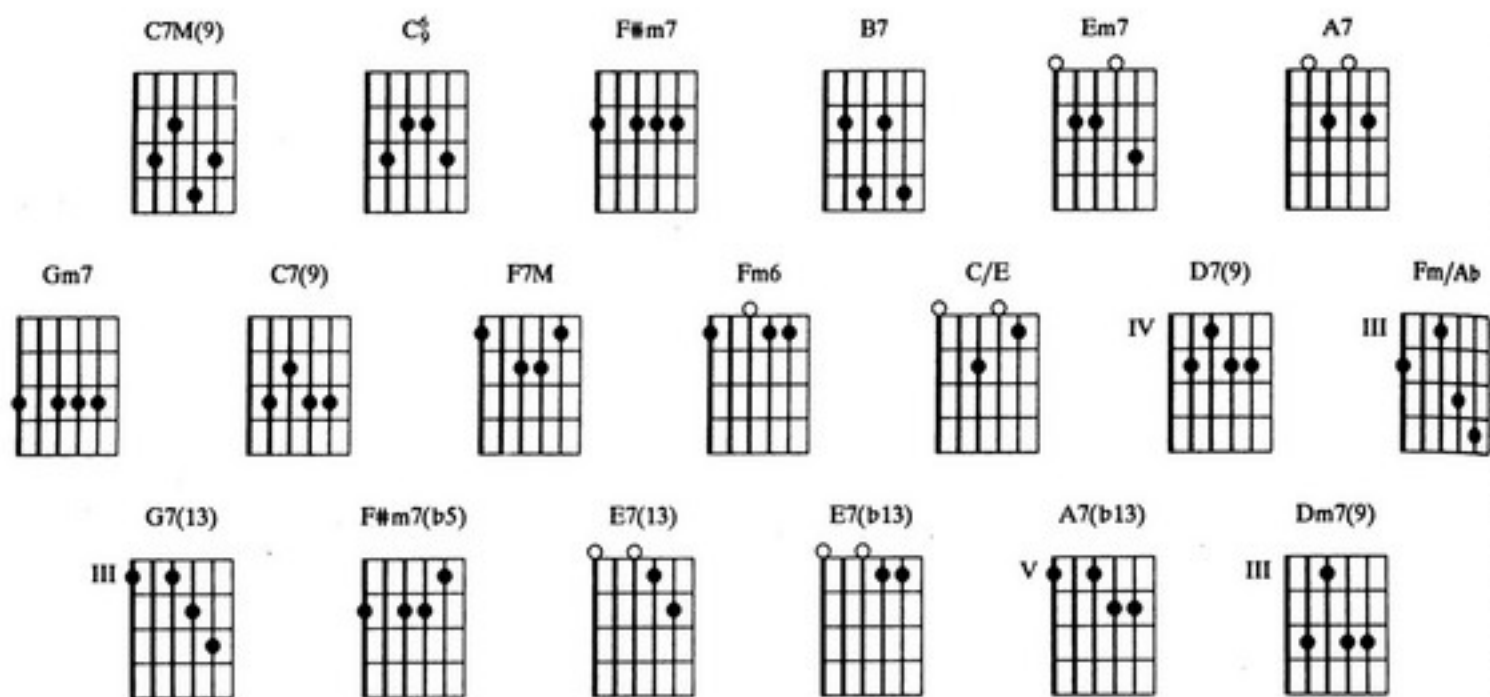 C7M(9) C6/9 F#m7 B7 Em7 A7
Gm7 C7(9) F7M Fm6 C/E D7(9) Fm/Ab
IV III
G7(13) F#m7(b5) E7(13) E7(b13) A7(b13) Dm7(9)
III V III